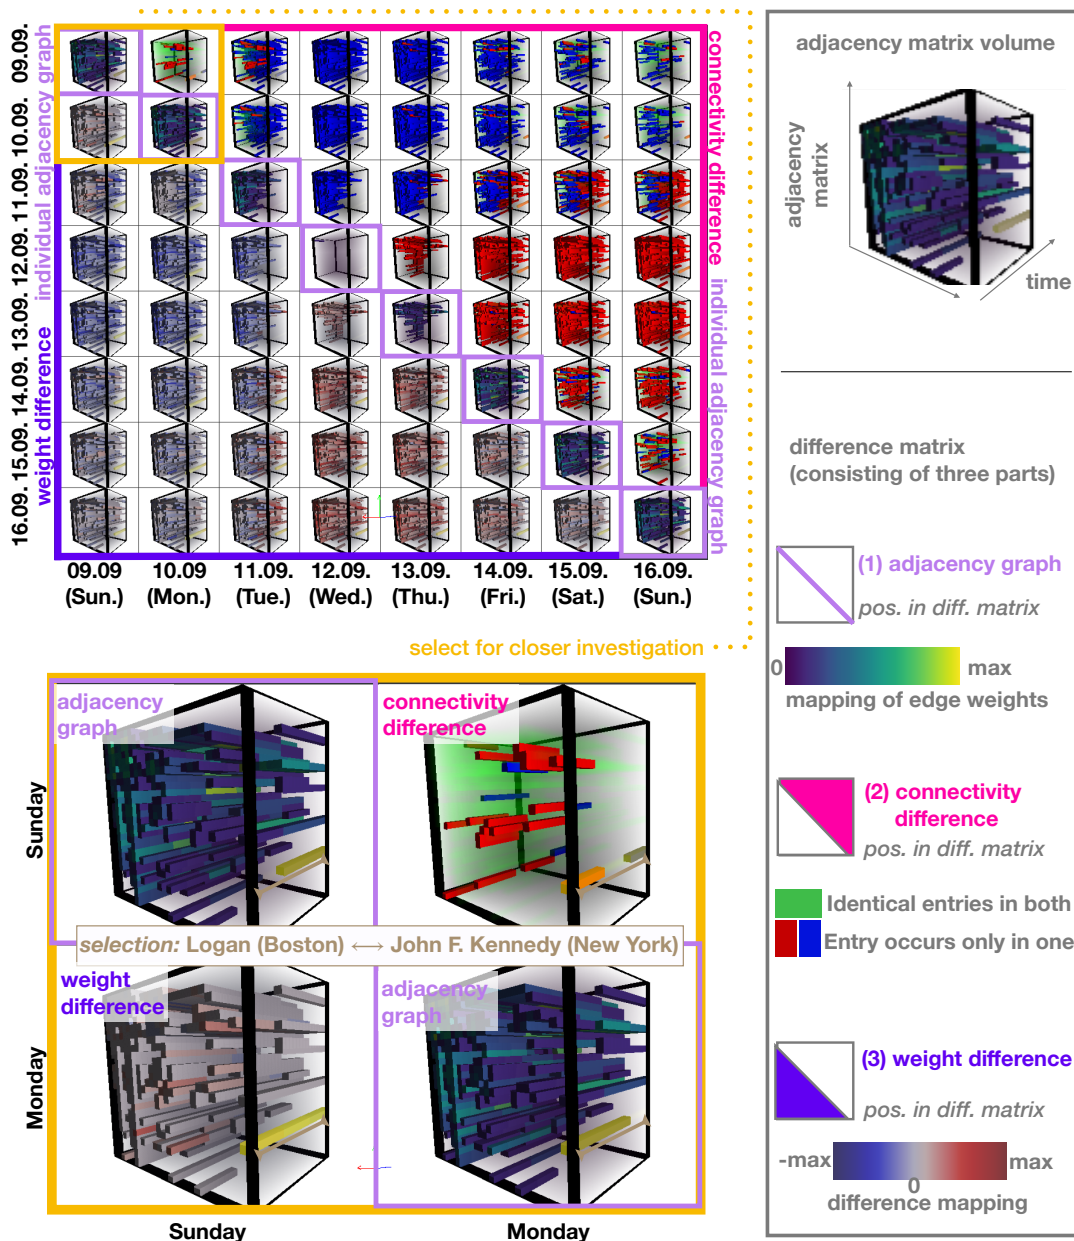 09.09.
10.09.
11.09.
12.09.
13.09.
14.09.
15.09.
16.09.
individual adjacency graph
weight difference
connectivity difference
individual adjacency graph
09.09 10.09 11.09. 12.09. 13.09. 14.09. 15.09. 16.09.
(Sun.) (Mon.) (Tue.) (Wed.) (Thu.) (Fri.) (Sat.) (Sun.)
select for closer investigation
adjacency
graph
connectivity
difference
Sunday
selection: Logan (Boston) ⟷ John F. Kennedy (New York)
weight
difference
adjacency
graph
Monday
Sunday
Monday
adjacency matrix volume
adjacency
matrix
time
difference matrix
(consisting of three parts)
(1) adjacency graph
pos. in diff. matrix
0 max
mapping of edge weights
(2) connectivity
difference
pos. in diff. matrix
Identical entries in both
Entry occurs only in one
(3) weight difference
pos. in diff. matrix
-max max
0
difference mapping